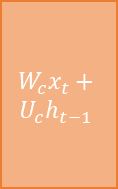 W_c x_t +
U_c h_{t−1}